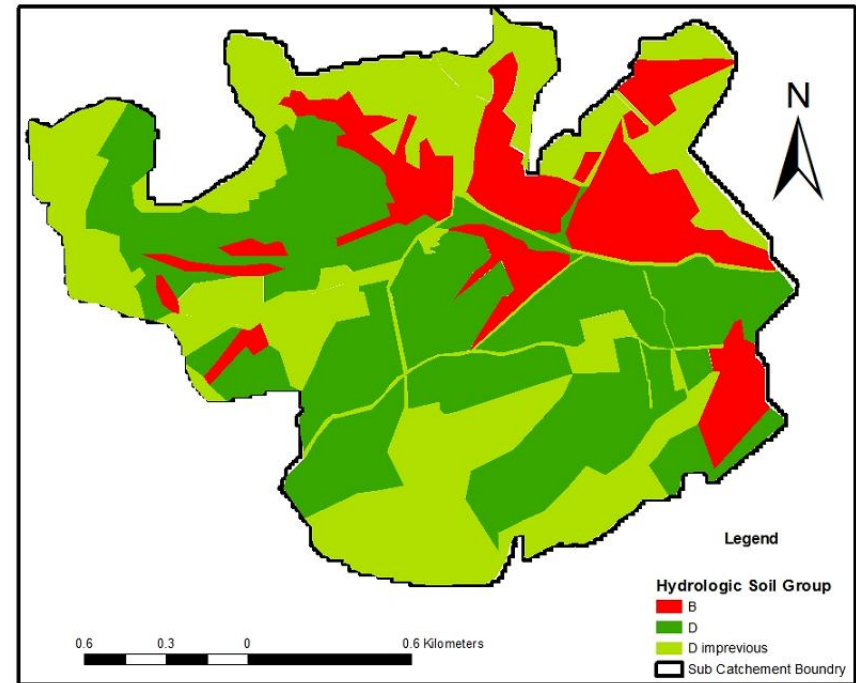 N
Legend
Hydrologic Soil Group
B
D
D imprevious
Sub Catchement Boundry
0.6 0.3 0 0.6 Kilometers